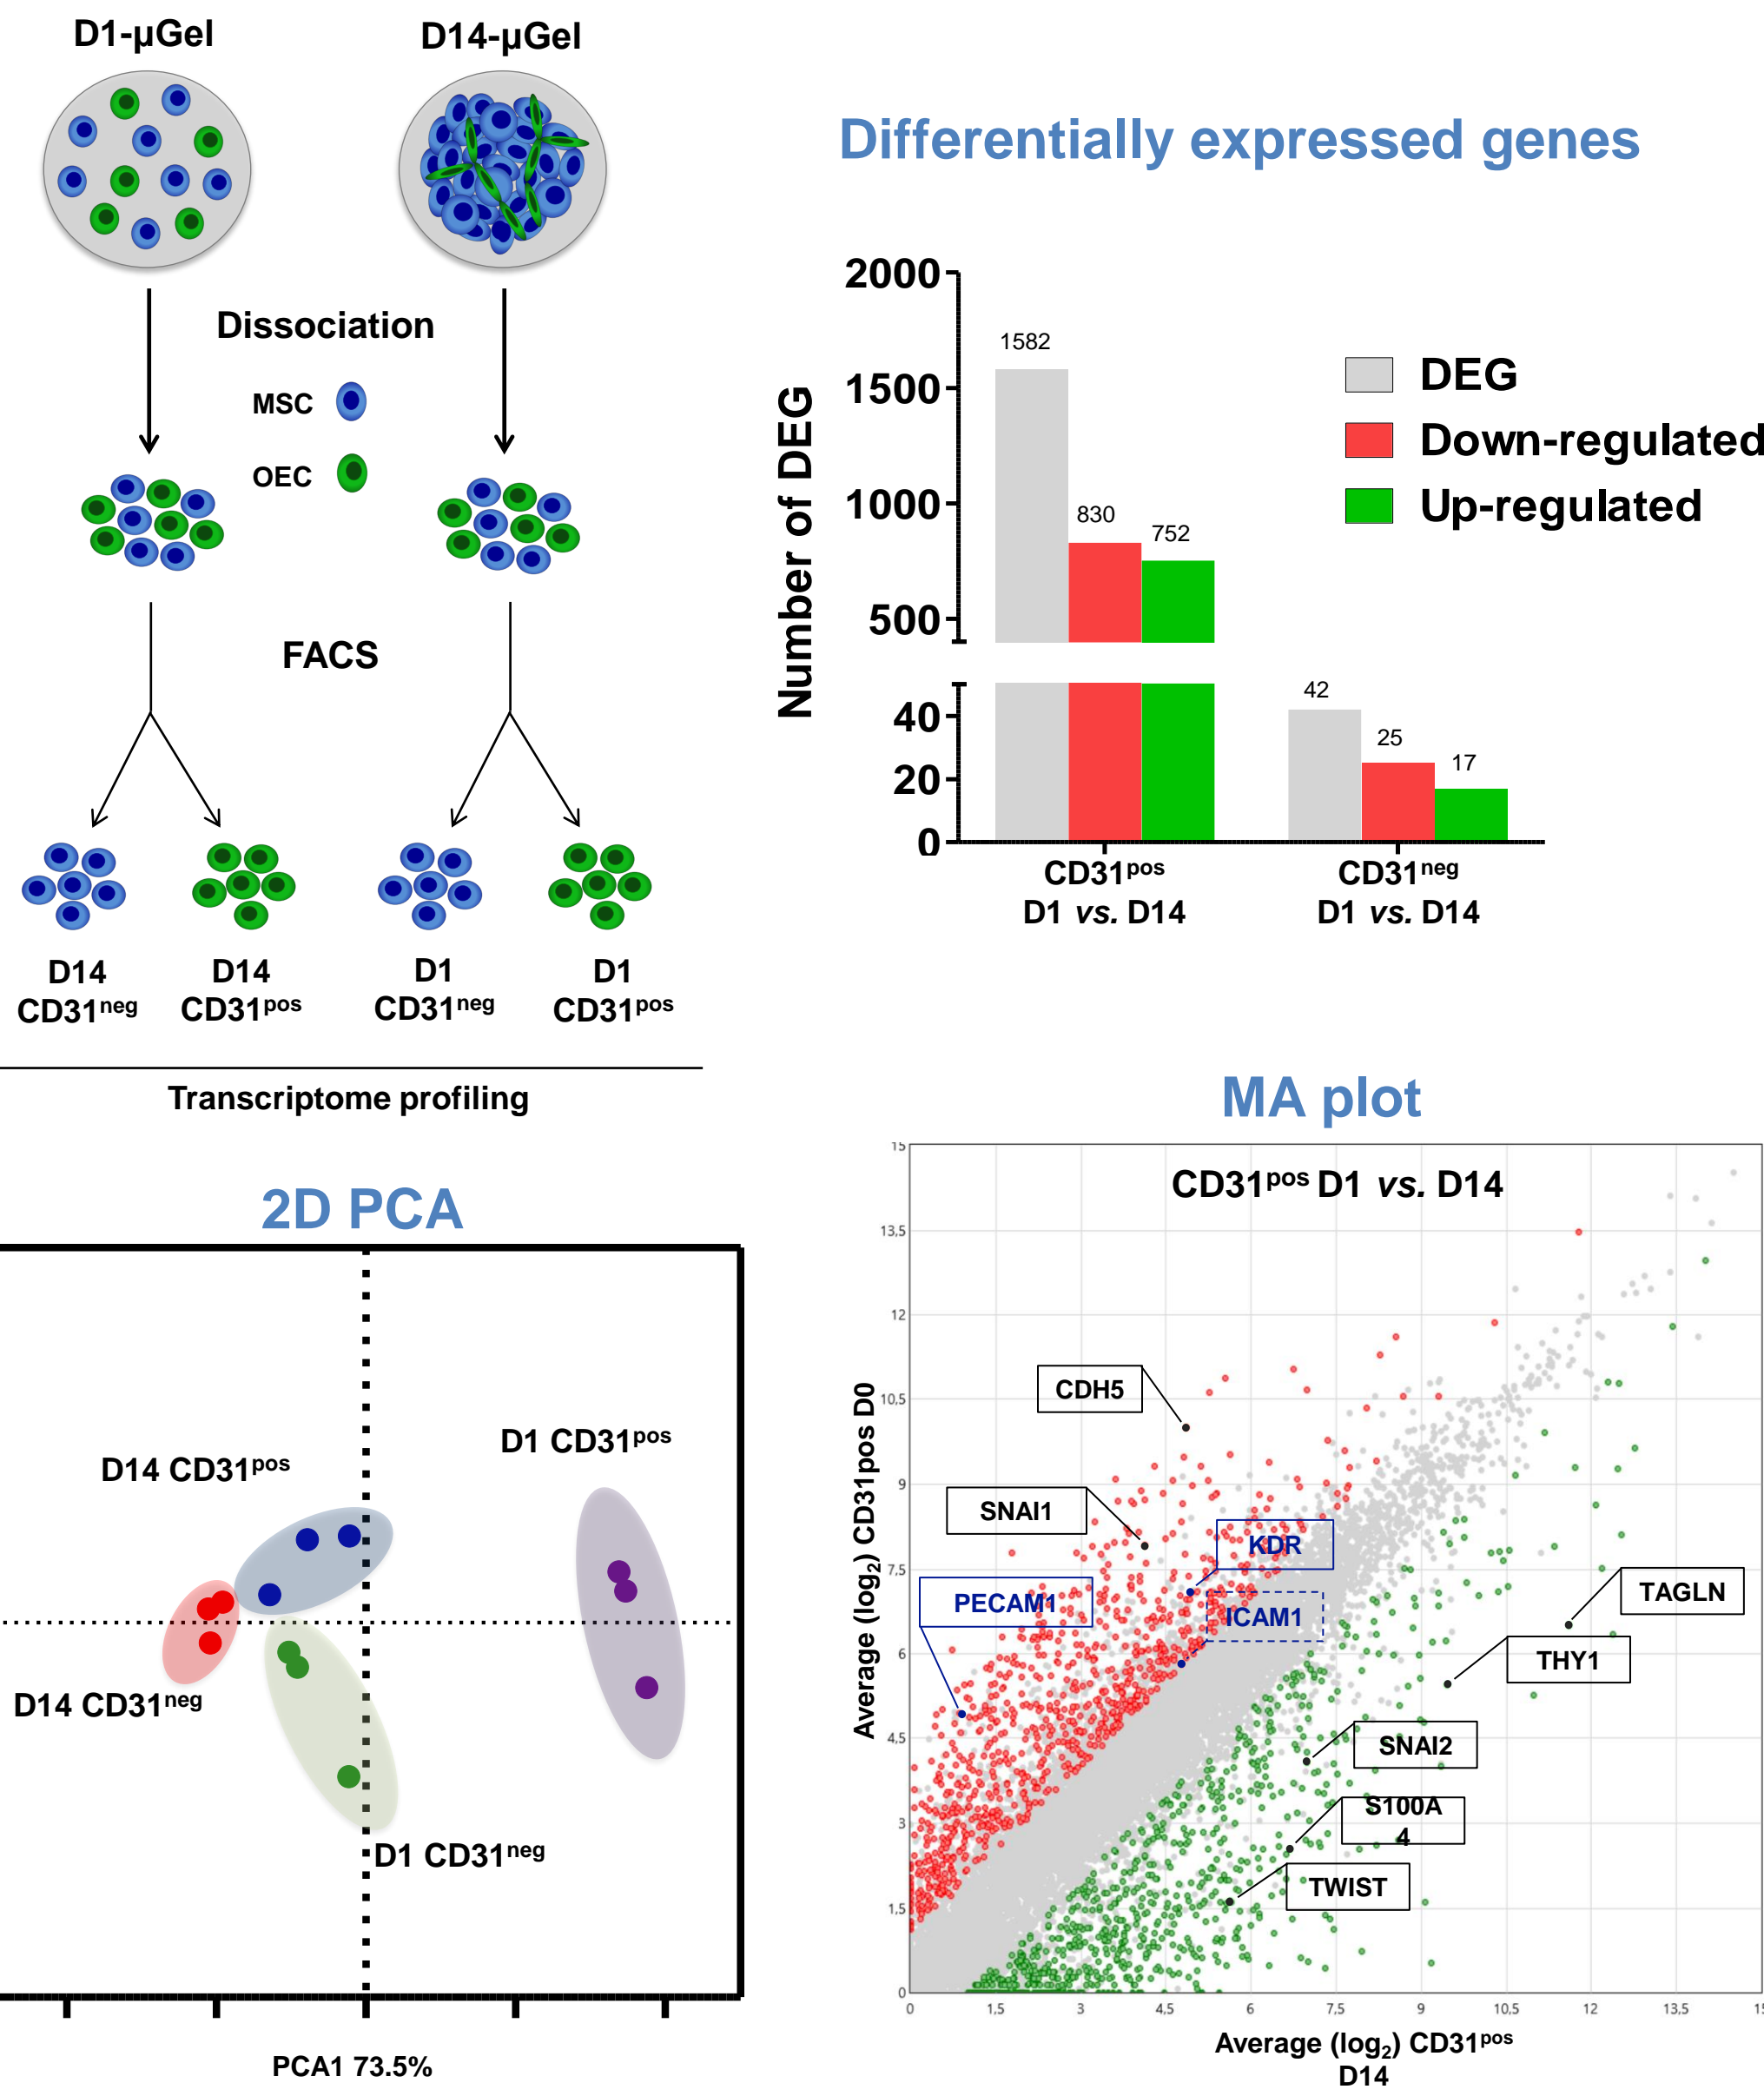 D1-µGel
D14-µGel
Dissociation
MSC
OEC
FACS
D14
CD31neg
D14
CD31pos
D1
CD31neg
D1
CD31pos
Transcriptome profiling
Differentially expressed genes
Number of DEG
2000
1500
1000
500
40
20
0
1582
830
752
42
25
17
DEG
Down-regulated
Up-regulated
CD31pos
D1 vs. D14
CD31neg
D1 vs. D14
2D PCA
D14 CD31pos
D1 CD31pos
D14 CD31neg
D1 CD31neg
PCA1 73.5%
MA plot
CD31pos D1 vs. D14
Average (log2) CD31pos D0
15
13,5
12
10,5
9
7,5
6
4,5
3
1,5
0
CDH5
SNAI1
KDR
PECAM1
ICAM1
TAGLN
THY1
SNAI2
S100A
4
TWIST
0
1,5
3
4,5
6
7,5
9
10,5
12
13,5
Average (log2) CD31pos
D14